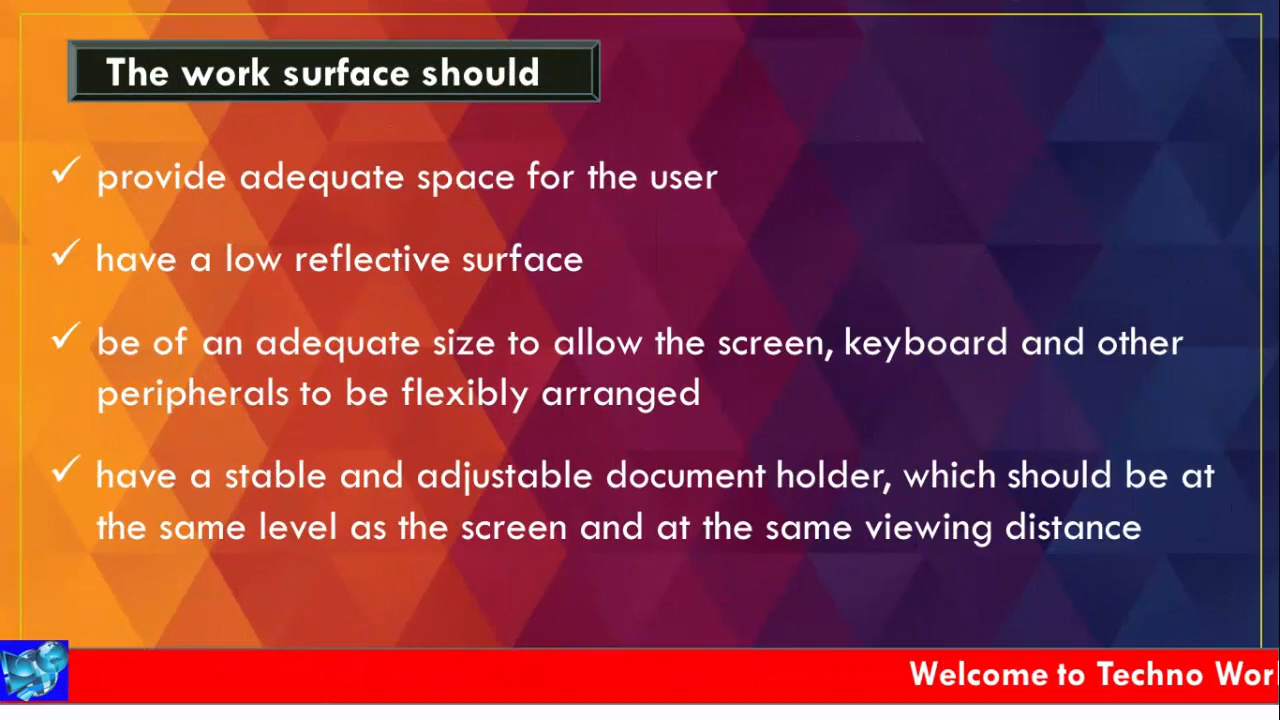 The work surface should
✓ provide adequate space for the user
✓ have a low reflective surface
✓ be of an adequate size to allow the screen, keyboard and other
peripherals to be flexibly arranged
✓ have a stable and adjustable document holder, which should be at
the same level as the screen and at the same viewing distance
Welcome to Techno Wor